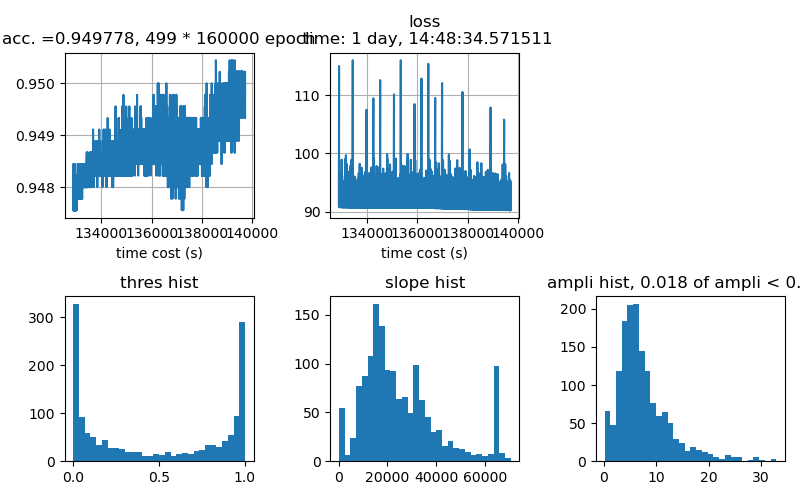 loss
acc. =0.949778, 499 * 160000 epoch
time: 1 day, 14:48:34.571511
0.950
0.949
0.948
134000 136000 138000 140000
time cost (s)
110
100
90
134000 136000 138000 140000
time cost (s)
thres hist
300
200
100
0
0.0 0.5 1.0
slope hist
150
100
50
0
0 20000 40000 60000
ampli hist, 0.018 of ampli < 0.
200
150
100
50
0
0 10 20 30